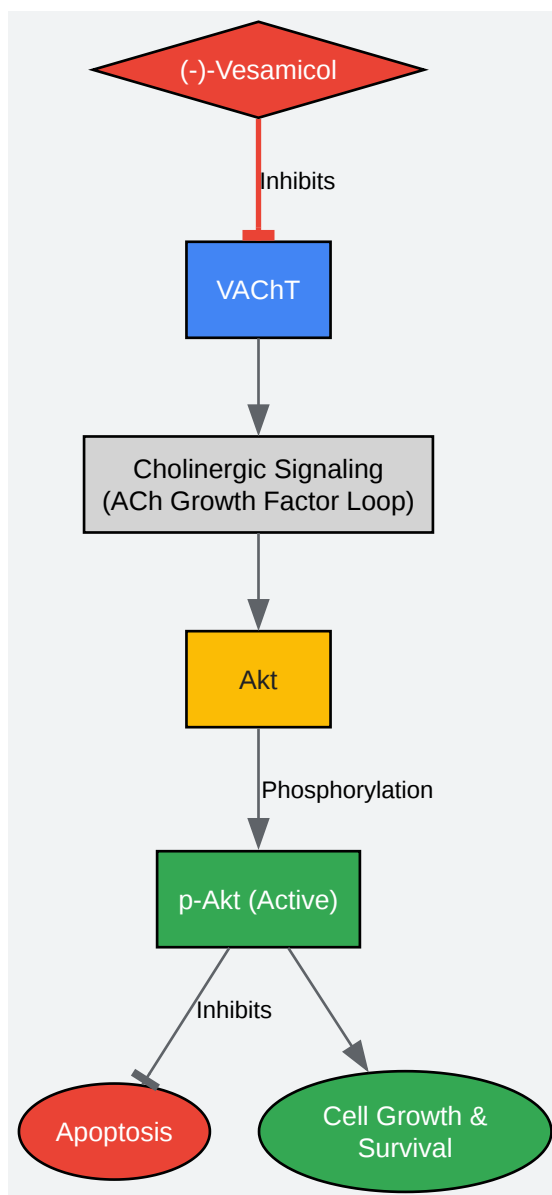 (-)-Vesamicol
Inhibits
VAChT
Cholinergic Signaling
(ACh Growth Factor Loop)
Akt
Phosphorylation
p-Akt (Active)
Inhibits
Apoptosis
Cell Growth &
Survival